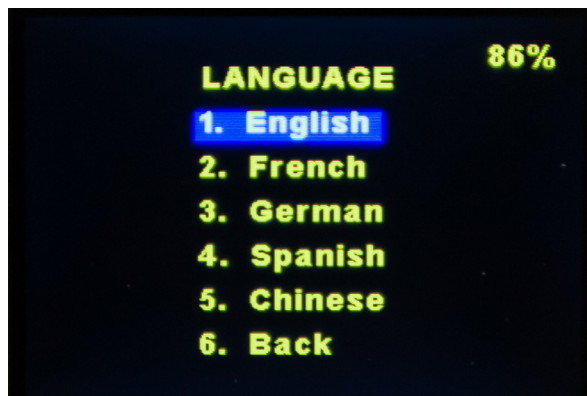 86%
LANGUAGE
1. English
2. French
3. German
4. Spanish
5. Chinese
6. Back